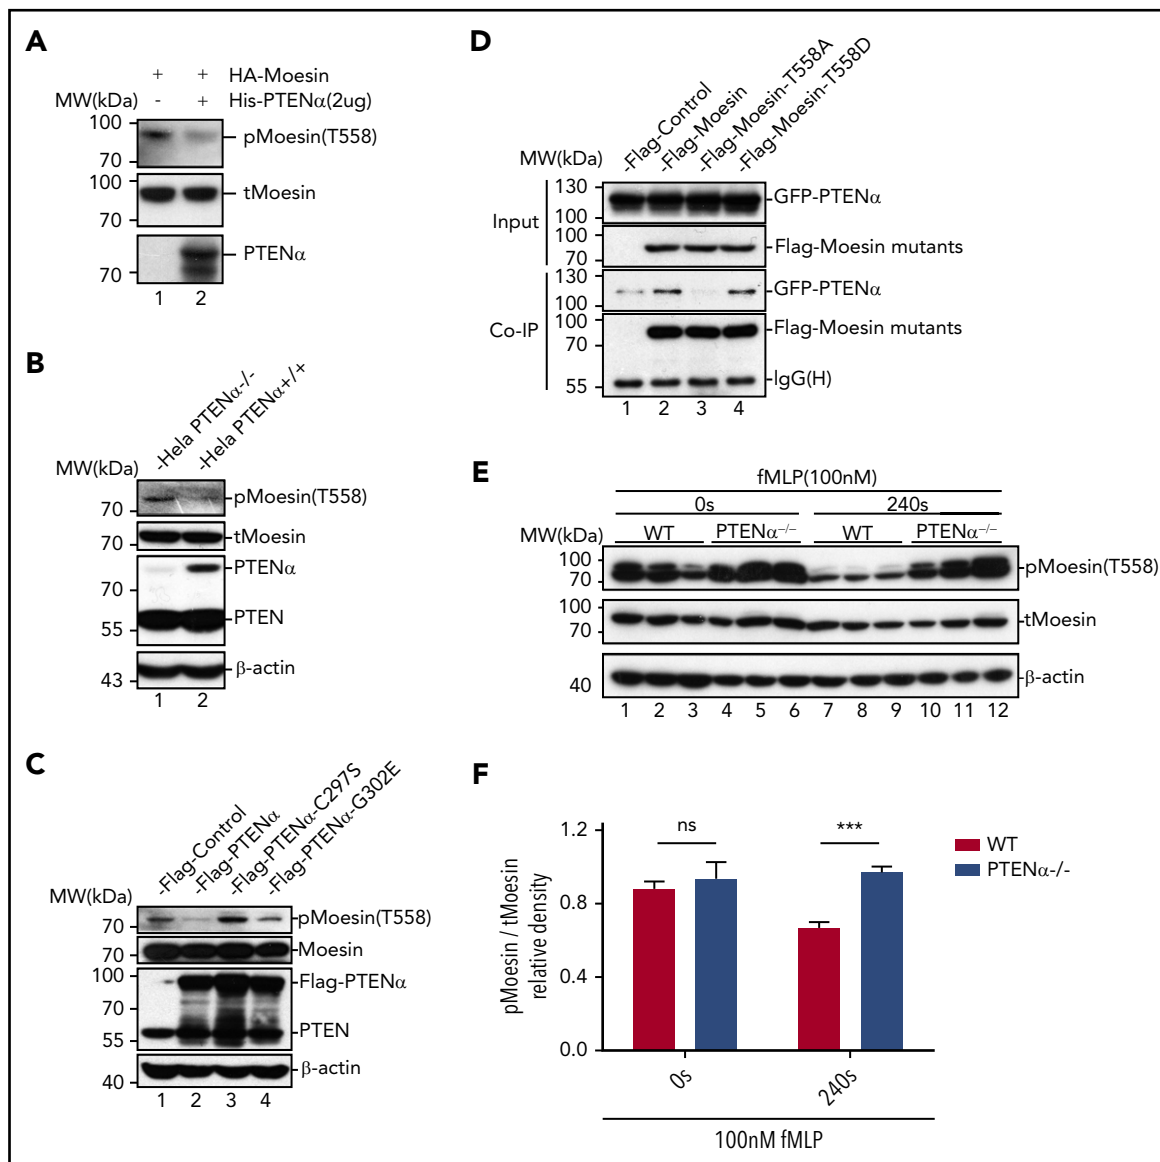 A
+ + HA-Moesin
MW(kDa) - + His-PTENα(2ug)
100
pMoesin(T558)
70
100
tMoesin
70
PTENα
70
1 2
B
-Hela PTENα-/-
-Hela PTENα+/+
MW(kDa)
pMoesin(T558)
70
tMoesin
70
PTENα
70
PTEN
55
β-actin
43
1 2
C
-Flag-Control
-Flag-PTENα
-Flag-PTENα-C297S
-Flag-PTENα-G302E
MW(kDa)
pMoesin(T558)
70
Moesin
70
100
Flag-PTENα
70
PTEN
55
β-actin
40
1 2 3 4
D
-Flag-Control
-Flag-Moesin
-Flag-Moesin-T558A
-Flag-Moesin-T558D
MW(kDa)
Input
130
GFP-PTENα
100
100
Flag-Moesin mutants
70
Co-IP
130
GFP-PTENα
100
100
Flag-Moesin mutants
70
IgG(H)
55
1 2 3 4
E
fMLP(100nM)
0s 240s
WT PTENα−/− WT PTENα−/−
MW(kDa)
100
pMoesin(T558)
70
100
tMoesin
70
β-actin
40
1 2 3 4 5 6 7 8 9 10 11 12
F
pMoesin / tMoesin
relative density
1.2
0.8
0.4
0.0
ns
***
WT
PTENα-/-
0s
240s
100nM fMLP